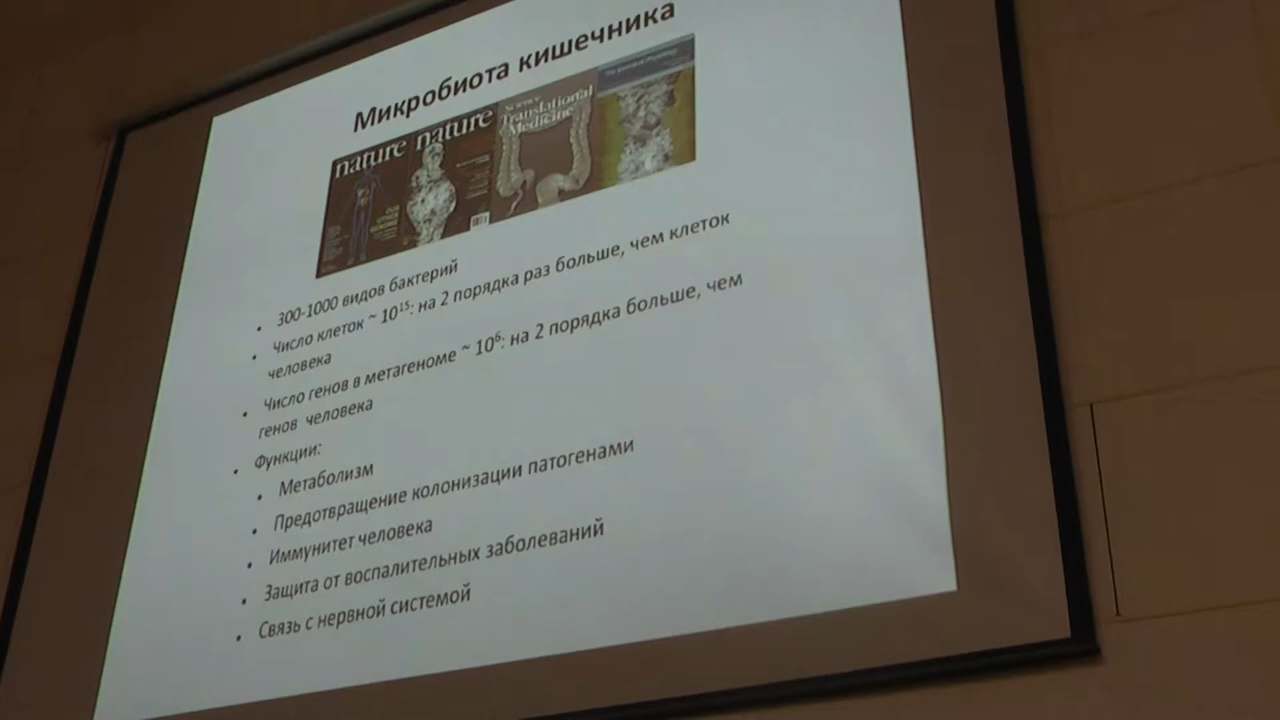 Микробиота кишечника
nature
nature
Science
Translational
Medicine
• 300-1000 видов бактерий
• Число клеток ~ 10¹⁵: на 2 порядка раз больше, чем клеток
человека
• Число генов в метагеноме ~ 10⁶: на 2 порядка больше, чем
генов человека
• Функции:
• Метаболизм
• Предотвращение колонизации патогенами
• Иммунитет человека
• Защита от воспалительных заболеваний
• Связь с нервной системой